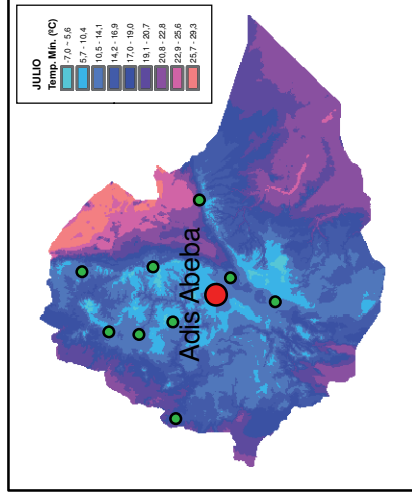 JULIO
Temp. Mín. (ºC)
-7,0 - 5,6
5,7 - 10,4
10,5 - 14,1
14,2 - 16,9
17,0 - 19,0
19,1 - 20,7
20,8 - 22,8
22,9 - 25,6
25,7 - 29,3
Adis Abeba